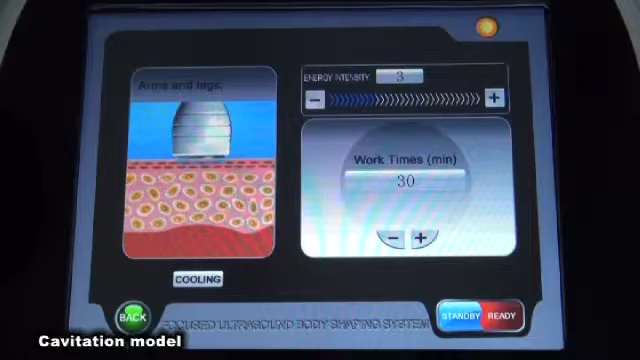 Arms and legs:
ENERGY INTENSITY: 3
- +
Work Times (min)
30
- +
COOLING
BACK
FOCUSED ULTRASOUND BODY SHAPING SYSTEM
STANDBY READY
Cavitation model